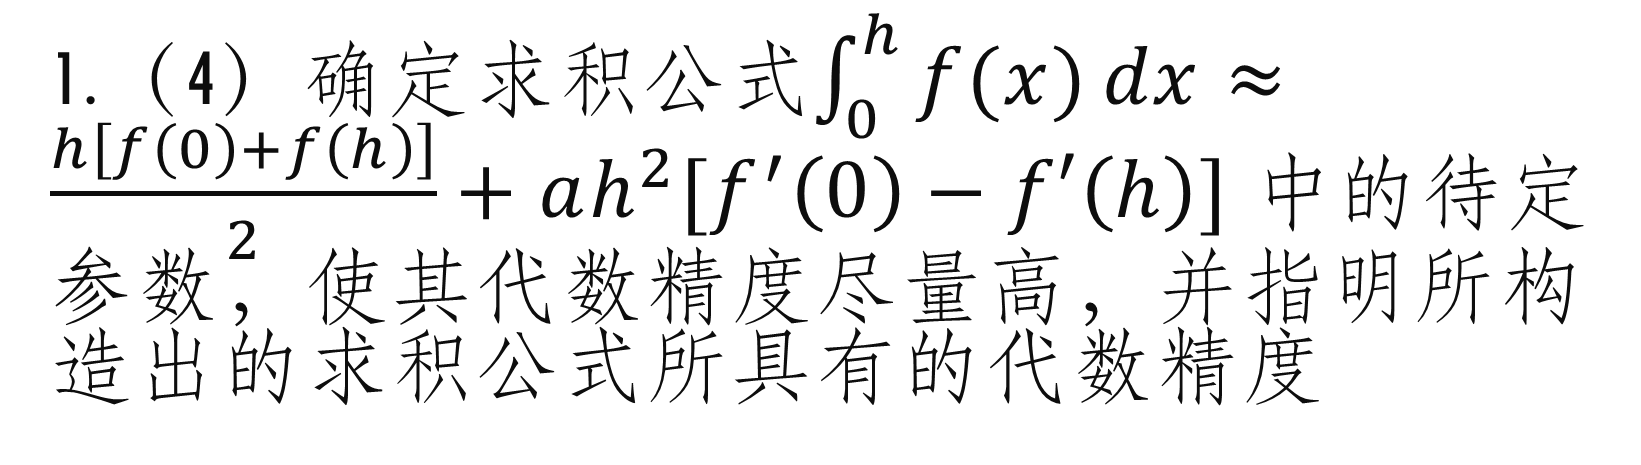 1. (4) 确定求积公式∫₀ʰ f(x) dx ≈
h[f(0)+f(h)]/2 + ah²[f′(0) − f′(h)] 中的待定
参数，使其代数精度尽量高，并指明所构
造出的求积公式所具有的代数精度